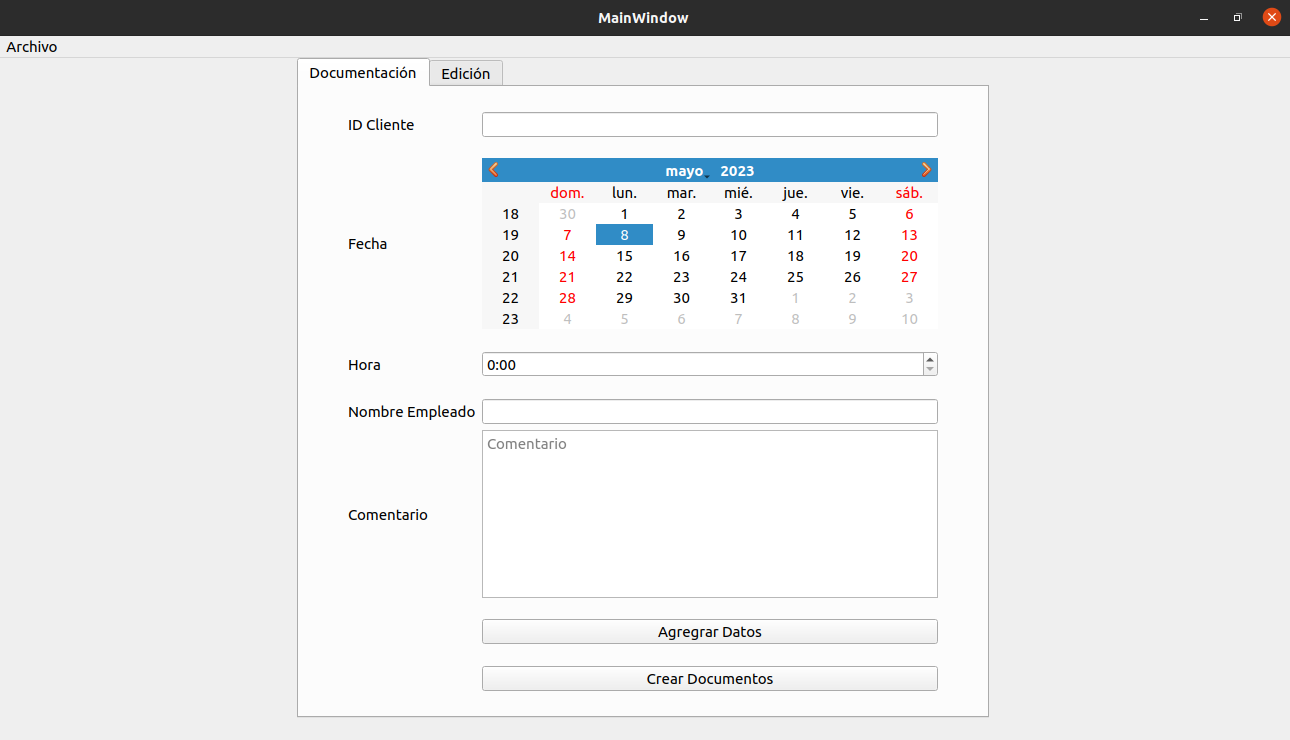 MainWindow
Archivo
Documentación Edición
ID Cliente
mayo 2023
dom. lun. mar. mié. jue. vie. sáb.
18 30 1 2 3 4 5 6
19 7 8 9 10 11 12 13
20 14 15 16 17 18 19 20
21 21 22 23 24 25 26 27
22 28 29 30 31 1 2 3
23 4 5 6 7 8 9 10
Fecha
Hora 0:00
Nombre Empleado
Comentario
Comentario
Agregrar Datos
Crear Documentos